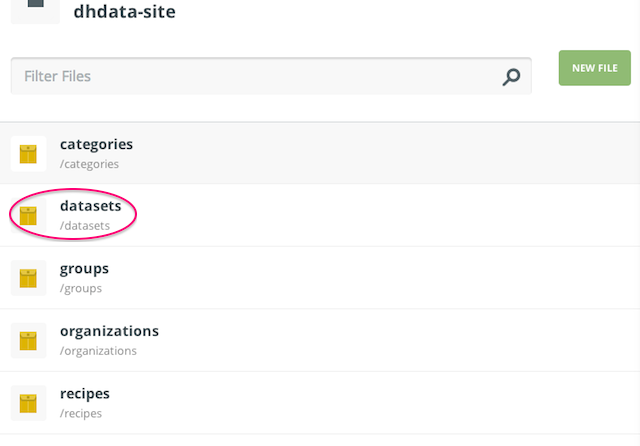 dhdata-site
Filter Files
NEW FILE
categories
/categories
datasets
/datasets
groups
/groups
organizations
/organizations
recipes
/recipes